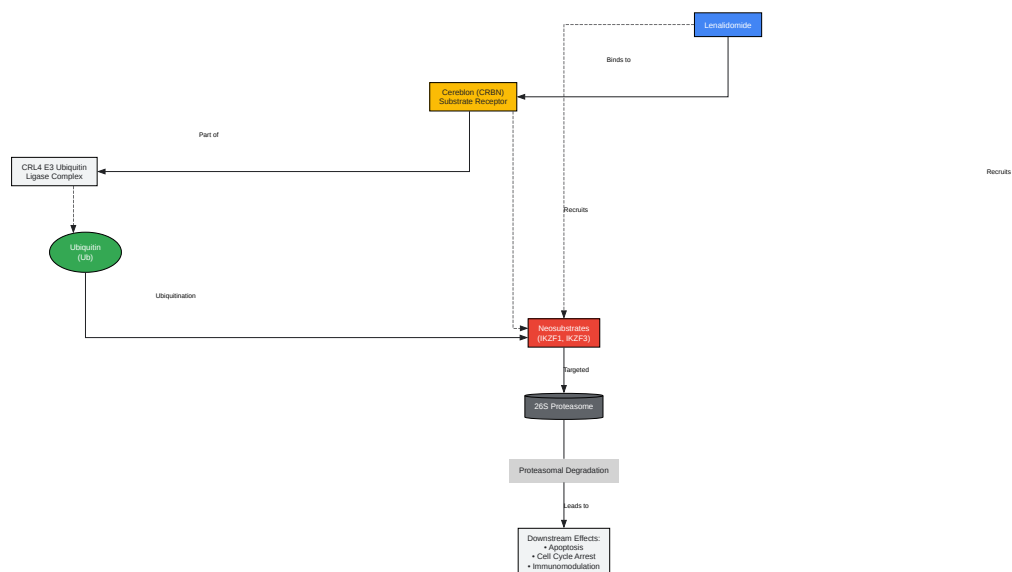 Lenalidomide
Binds to
Cereblon (CRBN)
Substrate Receptor
Part of
CRL4 E3 Ubiquitin
Ligase Complex
Recruits
Recruits
Ubiquitin
(Ub)
Ubiquitination
Neosubstrates
(IKZF1, IKZF3)
Targeted
26S Proteasome
Proteasomal Degradation
Leads to
Downstream Effects:
• Apoptosis
• Cell Cycle Arrest
• Immunomodulation